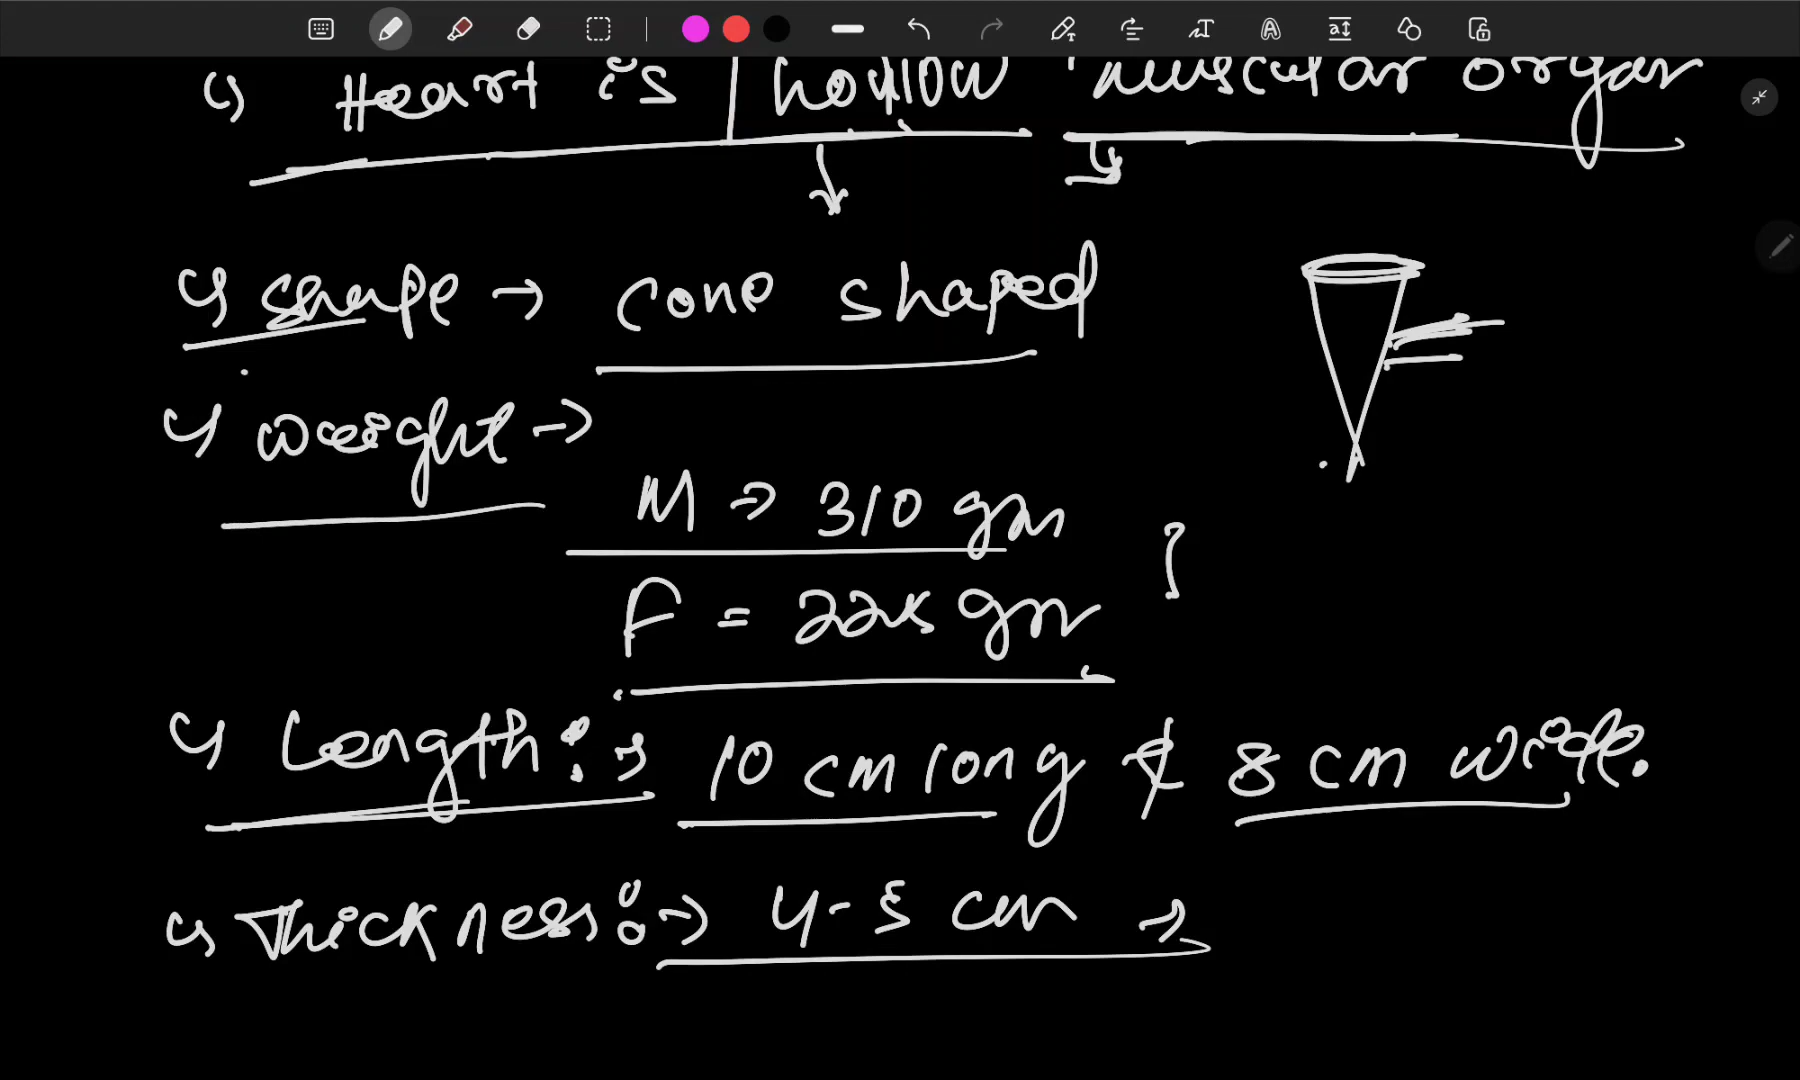 ↳ Heart is hollow muscular organ
↳ shape → cone shaped
↳ weight →
M → 310 gm
F = 225 gm
↳ Length :→ 10 cm long & 8 cm wide.
↳ Thickness :→ 4-5 cm →